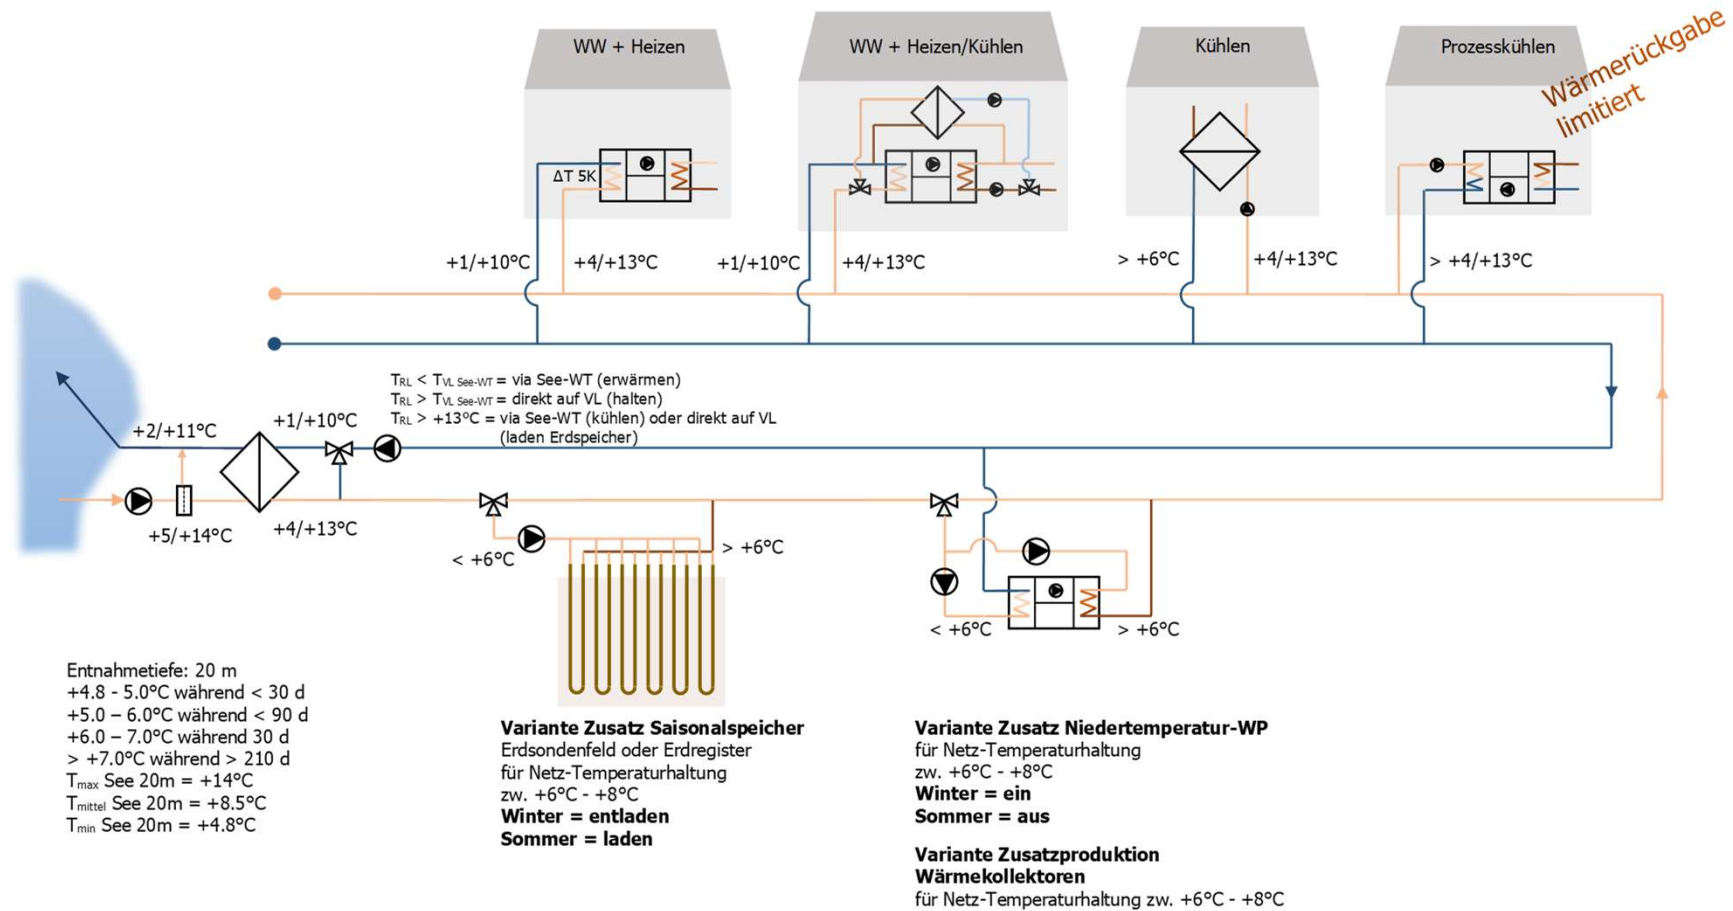 WW + Heizen
WW + Heizen/Kühlen
Kühlen
Prozesskühlen
Wärmerückgabe
limitiert
ΔT 5K
+1/+10°C
+4/+13°C
+1/+10°C
+4/+13°C
> +6°C
+4/+13°C
> +4/+13°C
TRL < TVL See-WT = via See-WT (erwärmen)
TRL > TVL See-WT = direkt auf VL (halten)
TRL > +13°C = via See-WT (kühlen) oder direkt auf VL
(laden Erdspeicher)
+2/+11°C
+1/+10°C
+5/+14°C
+4/+13°C
< +6°C
> +6°C
< +6°C
> +6°C
Entnahmetiefe: 20 m
+4.8 - 5.0°C während < 30 d
+5.0 – 6.0°C während < 90 d
+6.0 – 7.0°C während 30 d
> +7.0°C während > 210 d
Tmax See 20m = +14°C
Tmittel See 20m = +8.5°C
Tmin See 20m = +4.8°C
Variante Zusatz Saisonalspeicher
Erdsondenfeld oder Erdregister
für Netz-Temperaturhaltung
zw. +6°C - +8°C
Winter = entladen
Sommer = laden
Variante Zusatz Niedertemperatur-WP
für Netz-Temperaturhaltung
zw. +6°C - +8°C
Winter = ein
Sommer = aus
Variante Zusatzproduktion
Wärmekollektoren
für Netz-Temperaturhaltung zw. +6°C - +8°C